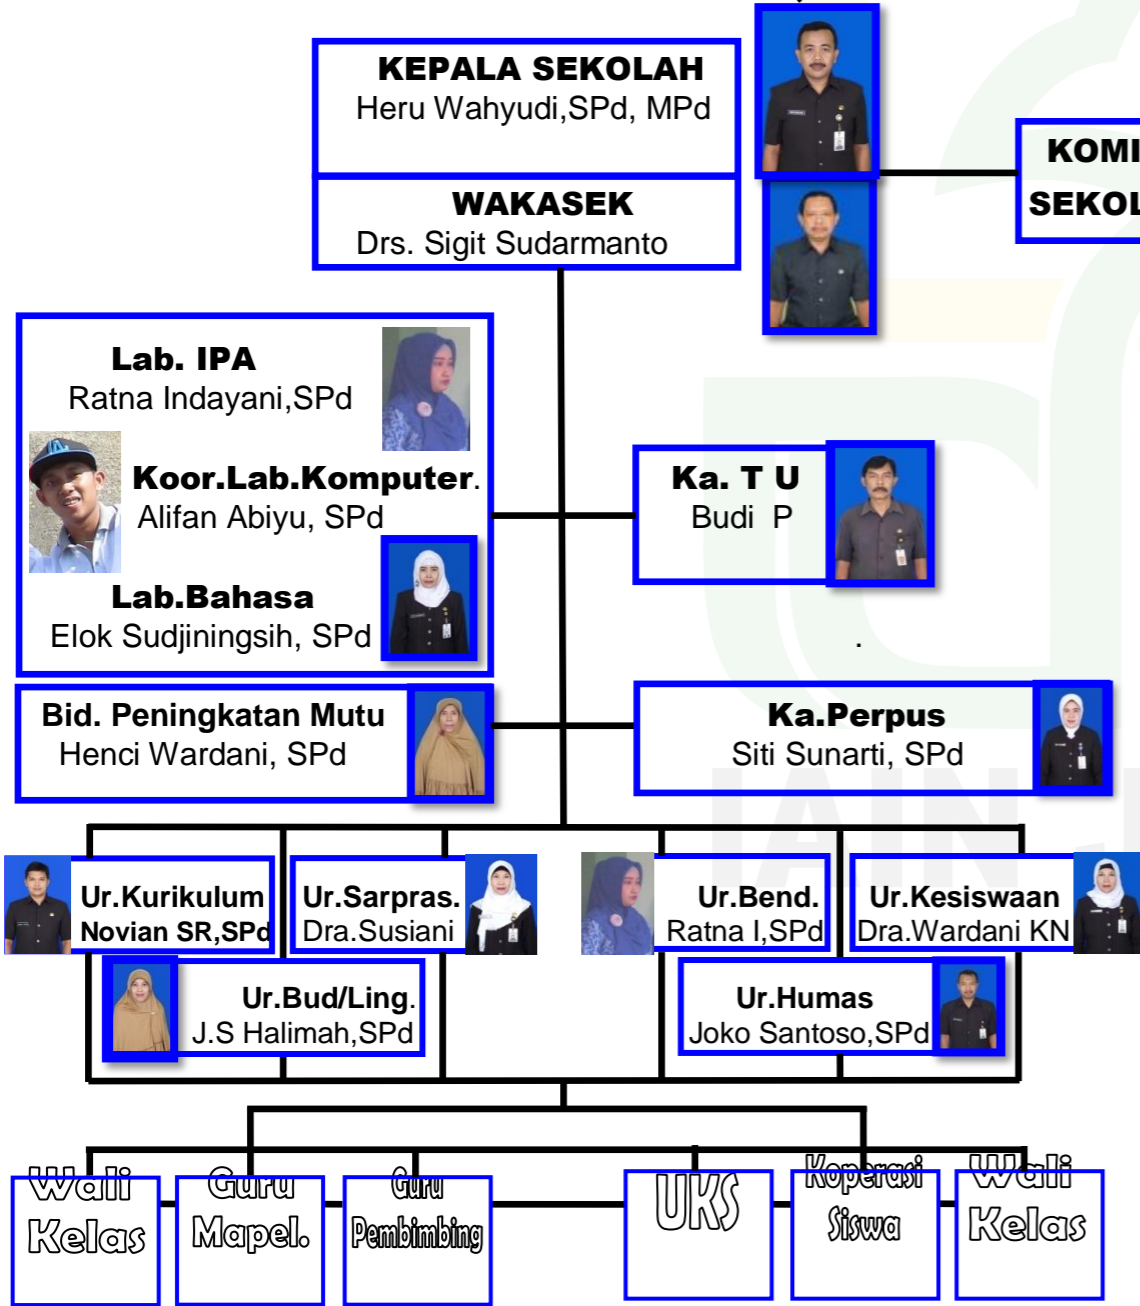 KEPALA SEKOLAH
Heru Wahyudi,SPd, MPd
WAKASEK
Drs. Sigit Sudarmanto
KOMI
SEKOL
Lab. IPA
Ratna Indayani,SPd
Koor.Lab.Komputer.
Alifan Abiyu, SPd
Lab.Bahasa
Elok Sudjiningsih, SPd
Ka. T U
Budi P
.
Bid. Peningkatan Mutu
Henci Wardani, SPd
Ka.Perpus
Siti Sunarti, SPd
IAIN
Ur.Kurikulum
Novian SR,SPd
Ur.Sarpras.
Dra.Susiani
Ur.Bend.
Ratna I,SPd
Ur.Kesiswaan
Dra.Wardani KN
Ur.Bud/Ling.
J.S Halimah,SPd
Ur.Humas
Joko Santoso,SPd
Wali
Kelas
Guru
Mapel.
Guru
Pembimbing
UKS
Koperasi
Siswa
Wali
Kelas